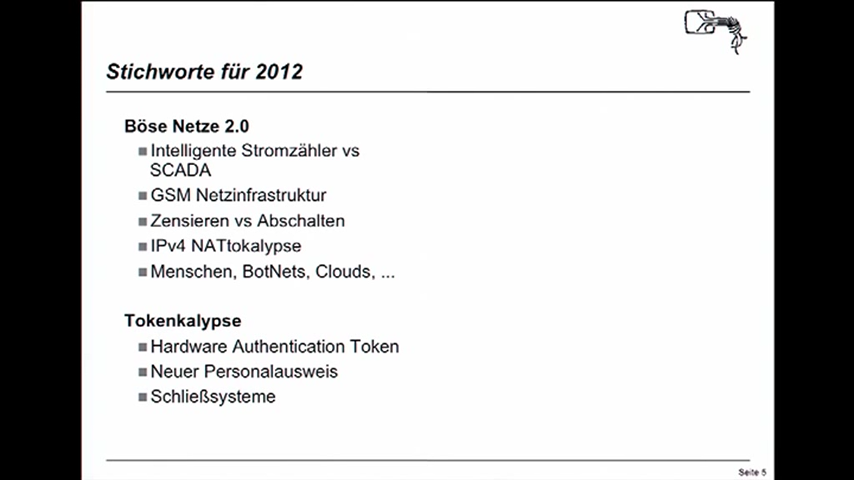 Stichworte für 2012
Böse Netze 2.0
Intelligente Stromzähler vs
SCADA
GSM Netzinfrastruktur
Zensieren vs Abschalten
IPv4 NATtokalypse
Menschen, BotNets, Clouds, ...
Tokenkalypse
Hardware Authentication Token
Neuer Personalausweis
Schließsysteme
Seite 5